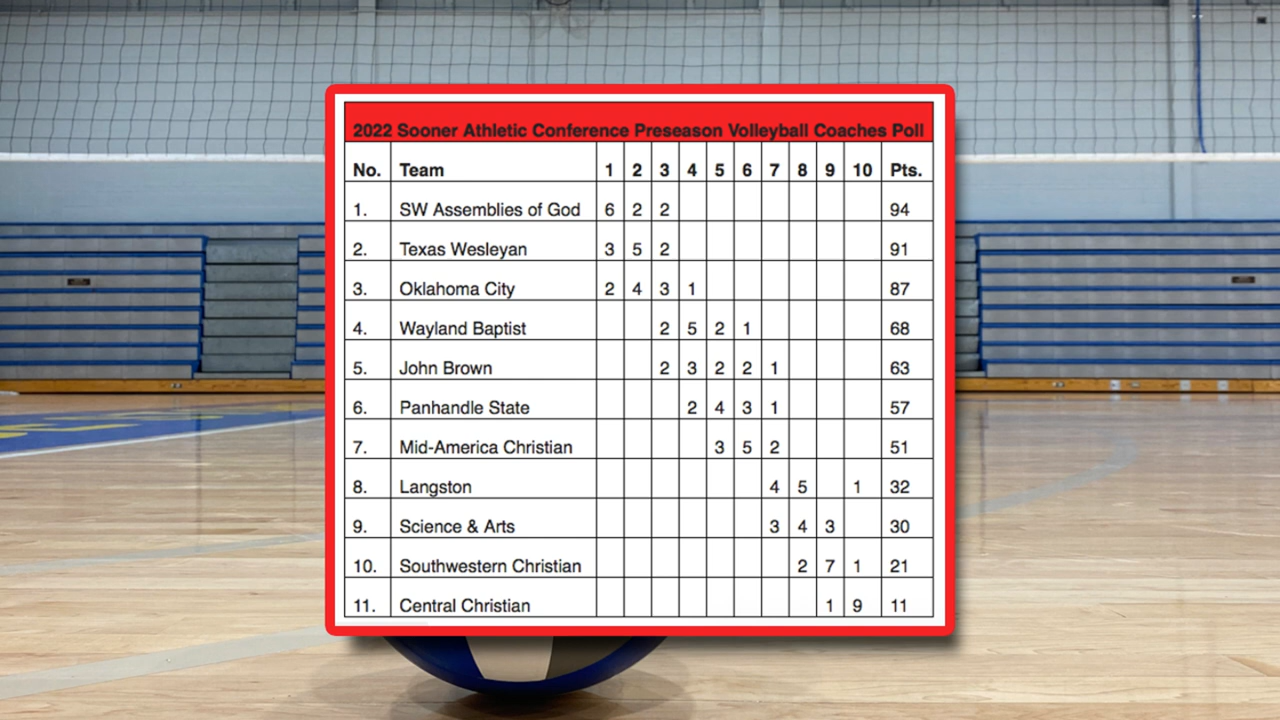 2022 Sooner Athletic Conference Preseason Volleyball Coaches Poll
No. Team 1 2 3 4 5 6 7 8 9 10 Pts.
1. SW Assemblies of God 6 2 2 94
2. Texas Wesleyan 3 5 2 91
3. Oklahoma City 2 4 3 1 87
4. Wayland Baptist 2 5 2 1 68
5. John Brown 2 3 2 2 1 63
6. Panhandle State 2 4 3 1 57
7. Mid-America Christian 3 5 2 51
8. Langston 4 5 1 32
9. Science & Arts 3 4 3 30
10. Southwestern Christian 2 7 1 21
11. Central Christian 1 9 11